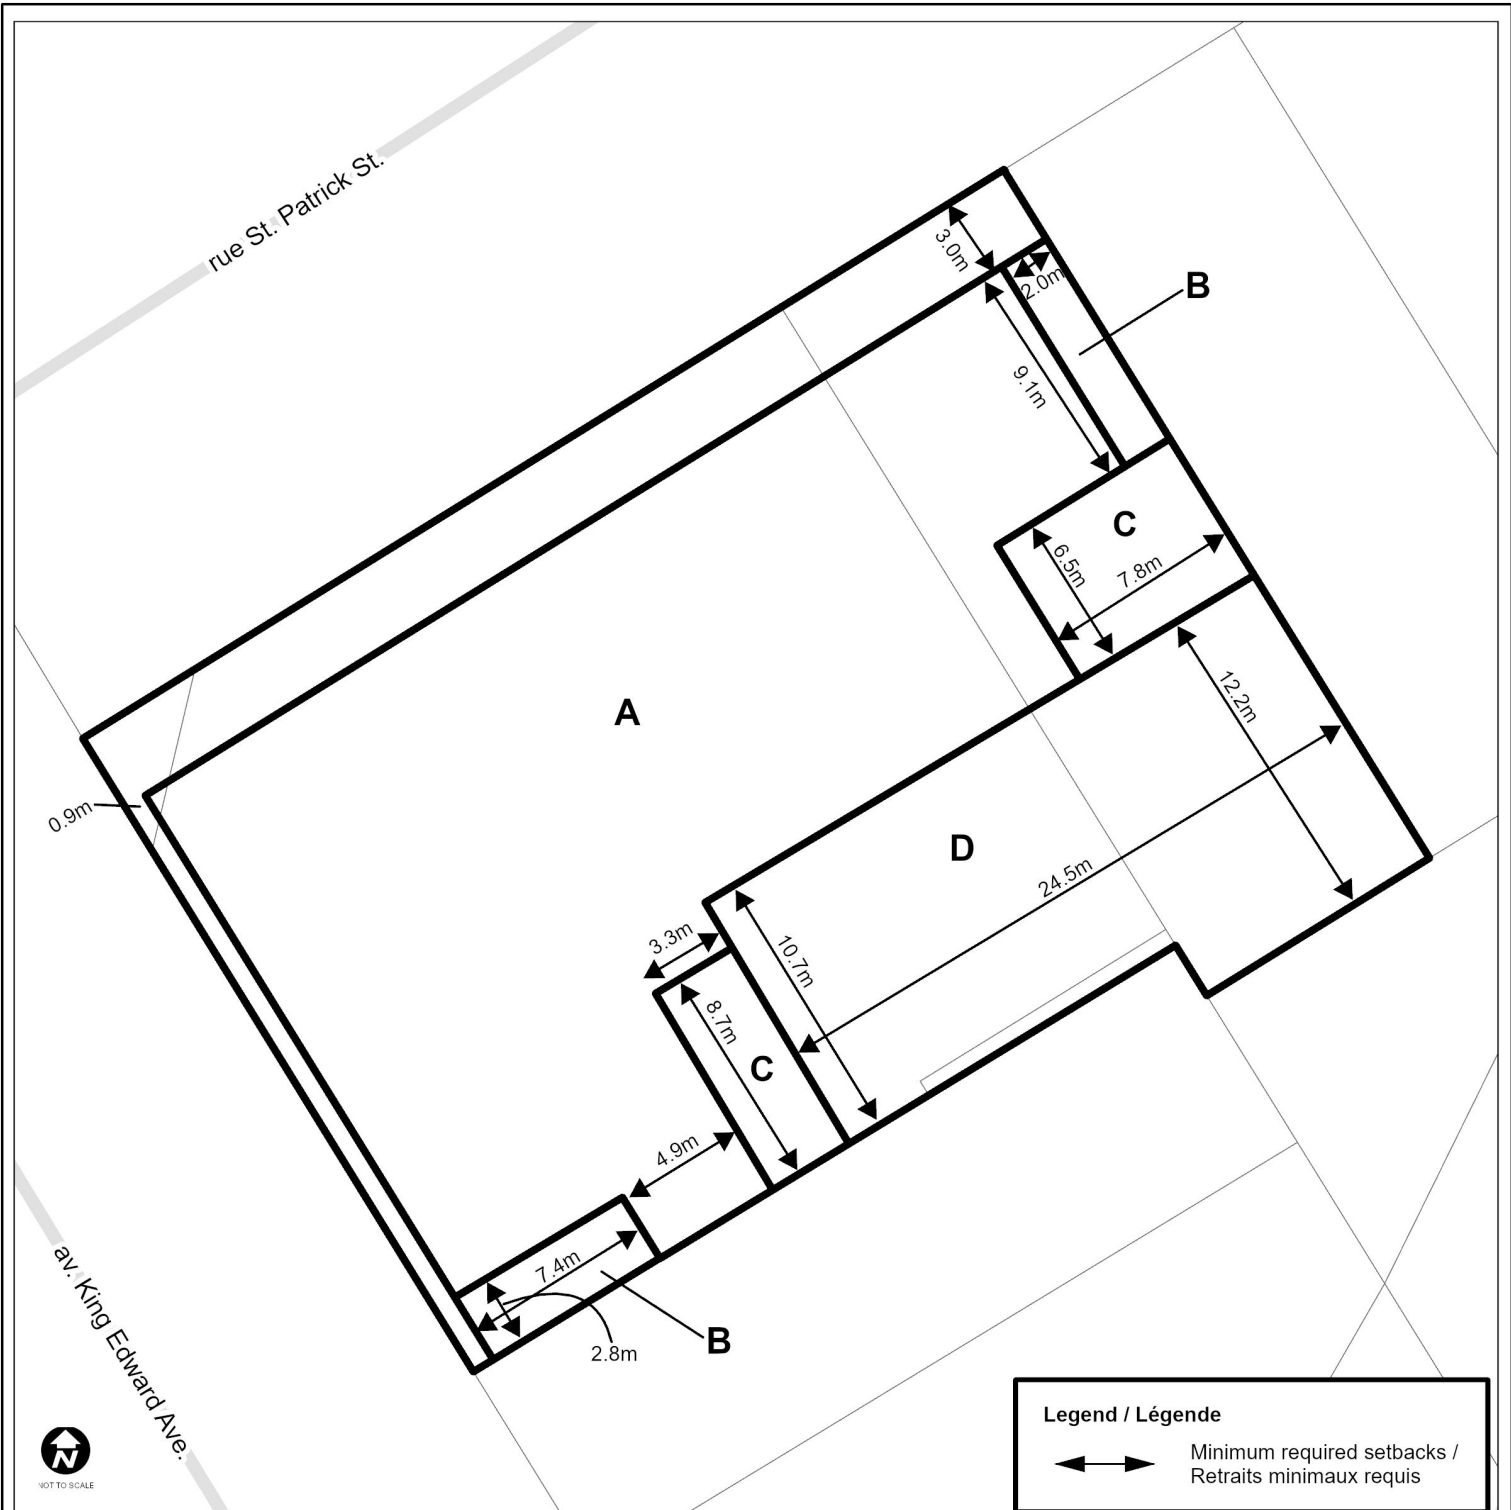 rue St. Patrick St.
3.0m
2.0m
B
9.1m
C
6.5m
7.8m
12.2m
A
0.9m
D
24.5m
3.3m
10.7m
8.7m
C
4.9m
7.4m
B
2.8m
av. King Edward Ave.
N
NOT TO SCALE
Legend / Légende
Minimum required setbacks /
Retraits minimaux requis